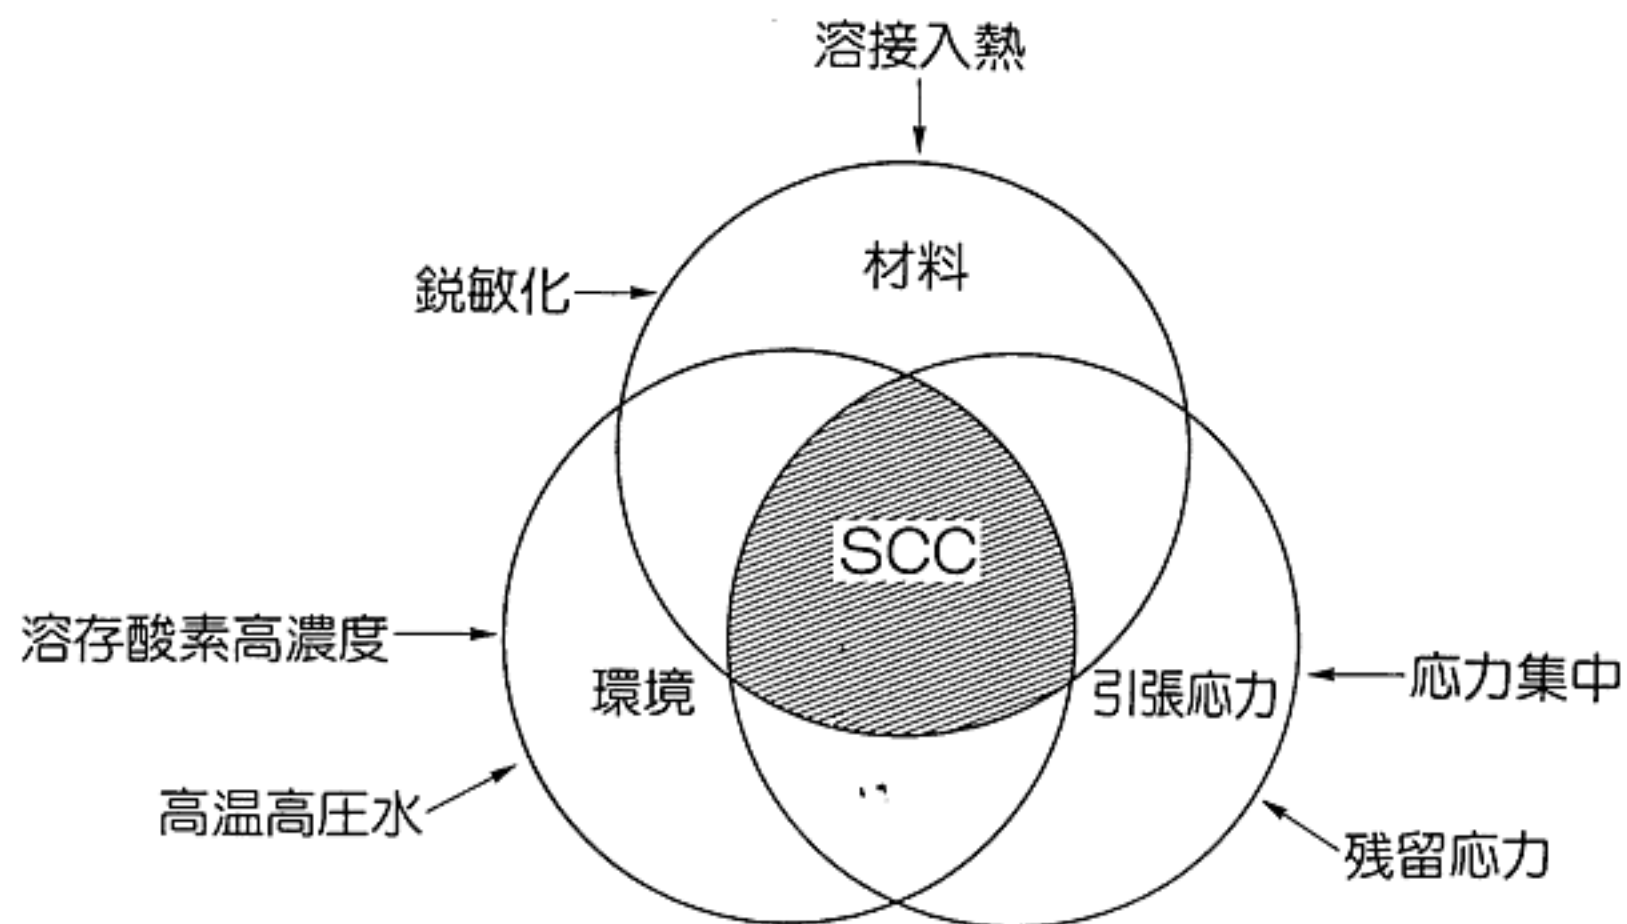 溶接入熱
材料
鋭敏化
SCC
溶存酸素高濃度
環境
引張応力
応力集中
高温高圧水
残留応力